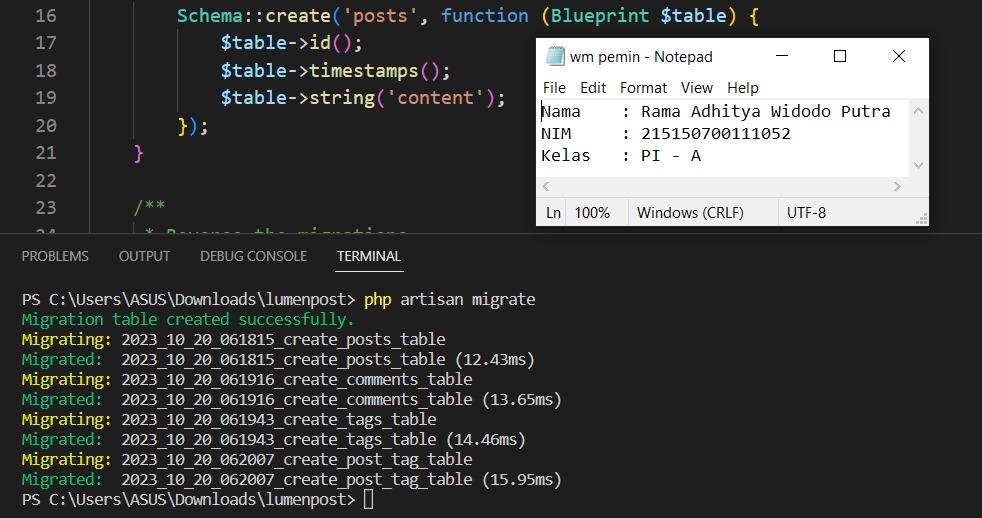 16 Schema::create('posts', function (Blueprint $table) {
17 $table->id();
18 $table->timestamps();
19 $table->string('content');
20 });
21 }
22
23 /**
24 * Reverse the migrations
wm pemin - Notepad
File Edit Format View Help
Nama : Rama Adhitya Widodo Putra
NIM : 215150700111052
Kelas : PI - A
Ln 100% Windows (CRLF) UTF-8
PROBLEMS OUTPUT DEBUG CONSOLE TERMINAL
PS C:\Users\ASUS\Downloads\lumenpost> php artisan migrate
Migration table created successfully.
Migrating: 2023_10_20_061815_create_posts_table
Migrated: 2023_10_20_061815_create_posts_table (12.43ms)
Migrating: 2023_10_20_061916_create_comments_table
Migrated: 2023_10_20_061916_create_comments_table (13.65ms)
Migrating: 2023_10_20_061943_create_tags_table
Migrated: 2023_10_20_061943_create_tags_table (14.46ms)
Migrating: 2023_10_20_062007_create_post_tag_table
Migrated: 2023_10_20_062007_create_post_tag_table (15.95ms)
PS C:\Users\ASUS\Downloads\lumenpost>